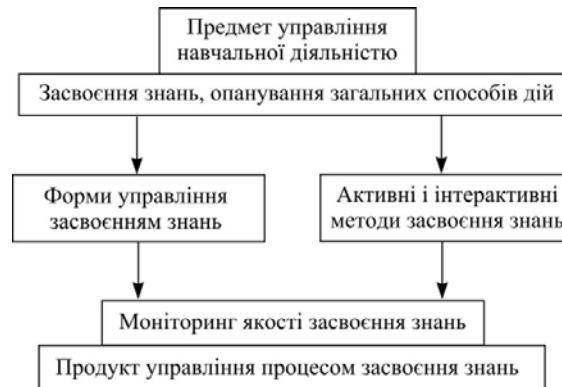 Предмет управління
навчальної діяльністю
Засвоєння знань, опанування загальних способів дій
Форми управління
засвоєнням знань
Активні і інтерактивні
методи засвоєння знань
Моніторинг якості засвоєння знань
Продукт управління процесом засвоєння знань